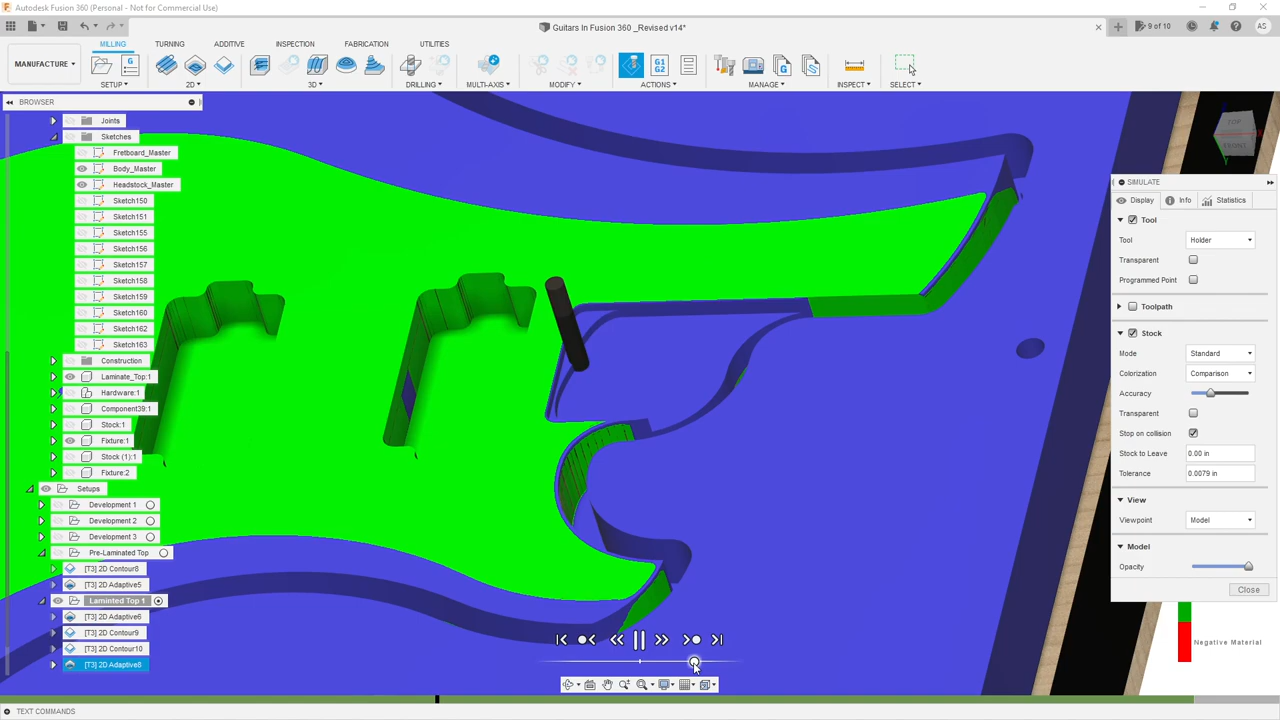 Autodesk Fusion 360 (Personal - Not for Commercial Use)
Guitars In Fusion 360 _Revised v14*
9 of 10
AS
MILLING
TURNING
ADDITIVE
INSPECTION
FABRICATION
UTILITIES
MANUFACTURE
G1
G2
SETUP
2D
3D
DRILLING
MULTI-AXIS
MODIFY
ACTIONS
MANAGE
INSPECT
SELECT
BROWSER
Joints
Sketches
Fretboard_Master
Body_Master
Headstock_Master
Sketch150
Sketch151
Sketch155
Sketch156
Sketch157
Sketch158
Sketch159
Sketch160
Sketch162
Sketch163
Construction
Laminate_Top:1
Hardware:1
Component39:1
Stock:1
Fixture:1
Stock (1):1
Fixture:2
Setups
Development 1
Development 2
Development 3
Pre-Laminated Top
[T3] 2D Contour8
[T3] 2D Adaptive5
Laminted Top 1
[T3] 2D Adaptive6
[T3] 2D Contour9
[T3] 2D Contour10
[T3] 2D Adaptive8
TOP
FRONT
SIMULATE
Display
Info
Statistics
Tool
Tool
Holder
Transparent
Programmed Point
Toolpath
Stock
Mode
Standard
Colorization
Comparison
Accuracy
Transparent
Stop on collision
Stock to Leave
0.00 in
Tolerance
0.0079 in
View
Viewpoint
Model
Model
Opacity
Close
Negative Material
TEXT COMMANDS